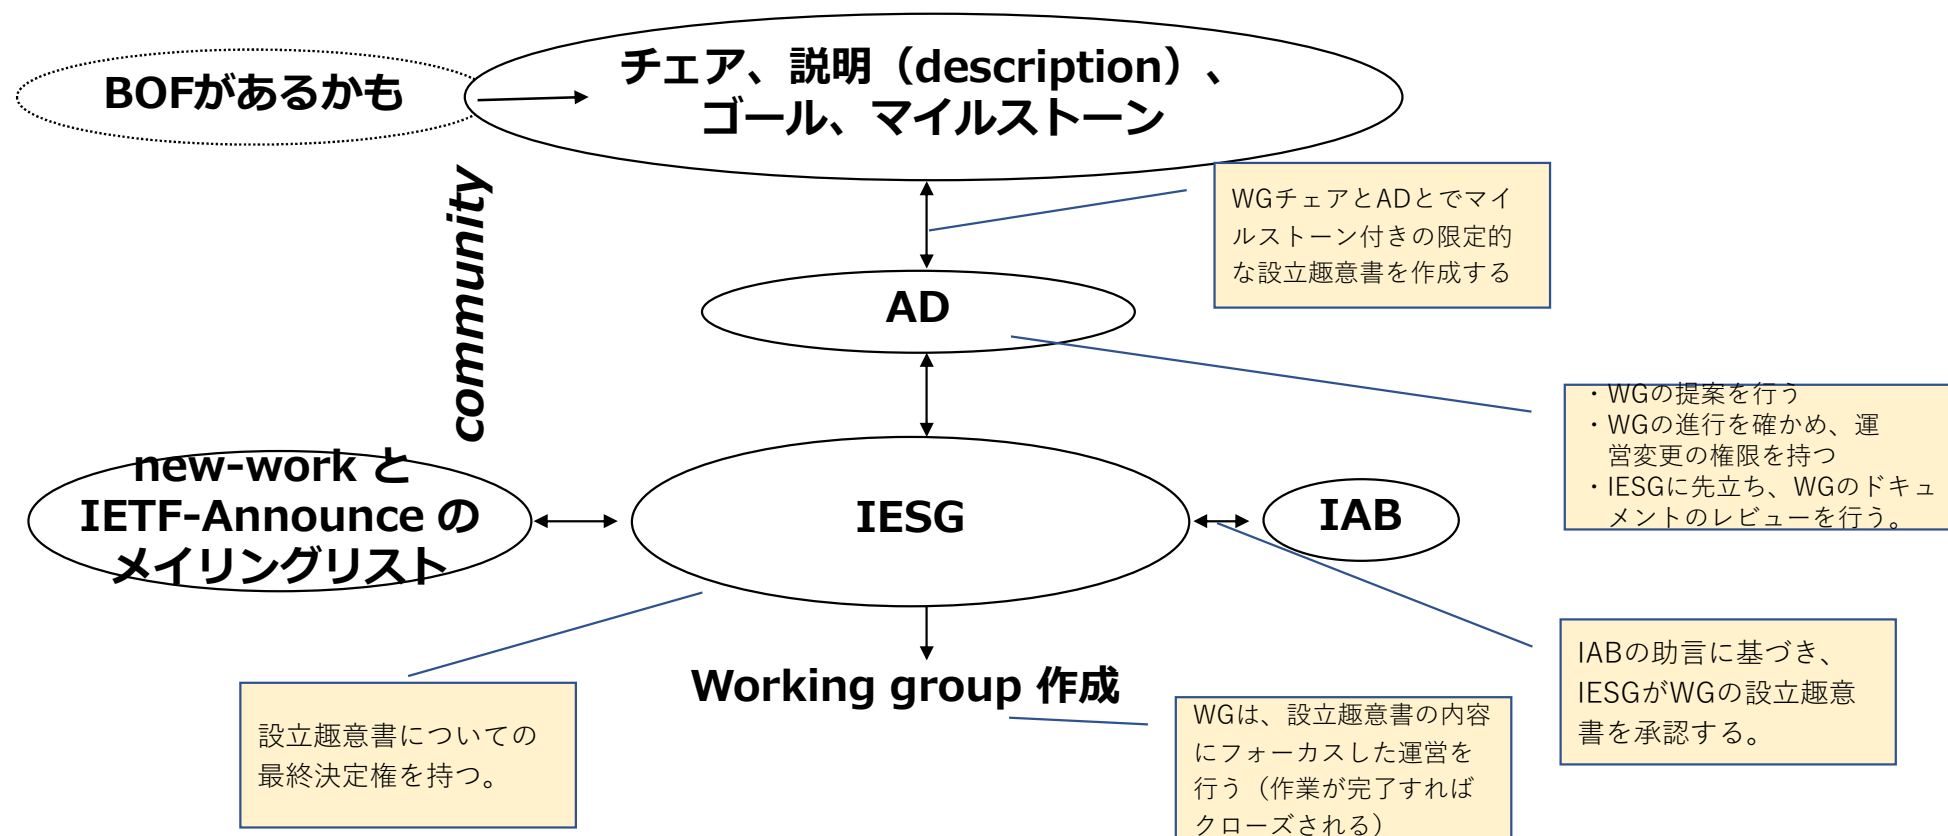 BOFがあるかも
チェア、説明（description）、
ゴール、マイルストーン
community
WGチェアとADとでマイ
ルストーン付きの限定的
な設立趣意書を作成する
AD
・WGの提案を行う
・WGの進行を確かめ、運
営変更の権限を持つ
・IESGに先立ち、WGのドキュ
メントのレビューを行う。
new-work と
IETF-Announce の
メイリングリスト
IESG
IAB
IABの助言に基づき、
IESGがWGの設立趣意
書を承認する。
Working group 作成
設立趣意書についての
最終決定権を持つ。
WGは、設立趣意書の内容
にフォーカスした運営を
行う（作業が完了すれば
クローズされる）